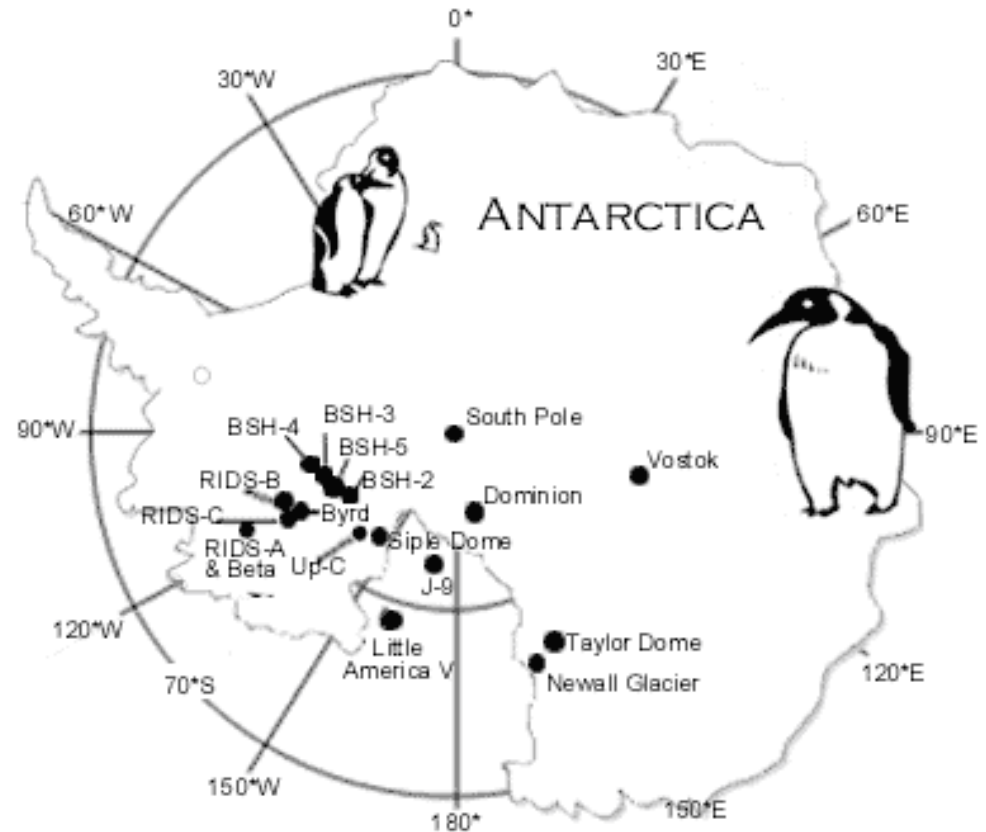 0*
30*W
30*E
60*W
ANTARCTICA
60*E
BSH-3
BSH-4
South Pole
90*W
BSH-5
90*E
Vostok
RIDS-B
BSH-2
Dominion
RIDS-C
Byrd
Siple Dome
RIDS-A
& Beta
Up-C
J-9
120*W
Little
America V
Taylor Dome
120*E
70*S
Newall Glacier
150*W
150*E
180*